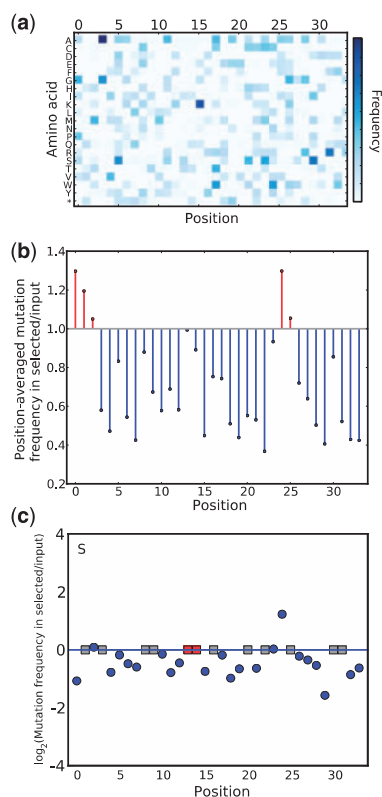 (a)
0 5 10 15 20 25 30
A
C
D
E
F
G
H
I
K
L
M
N
P
Q
R
S
T
V
W
Y
*
Amino acid
Position
Frequency
(b)
1.4
1.2
1.0
0.8
0.6
0.4
0.2
0 5 10 15 20 25 30
Position-averaged mutation
frequency in selected/input
Position
(c)
S
4
2
0
-2
-4
0 5 10 15 20 25 30
log2(Mutation frequency in selected/input)
Position